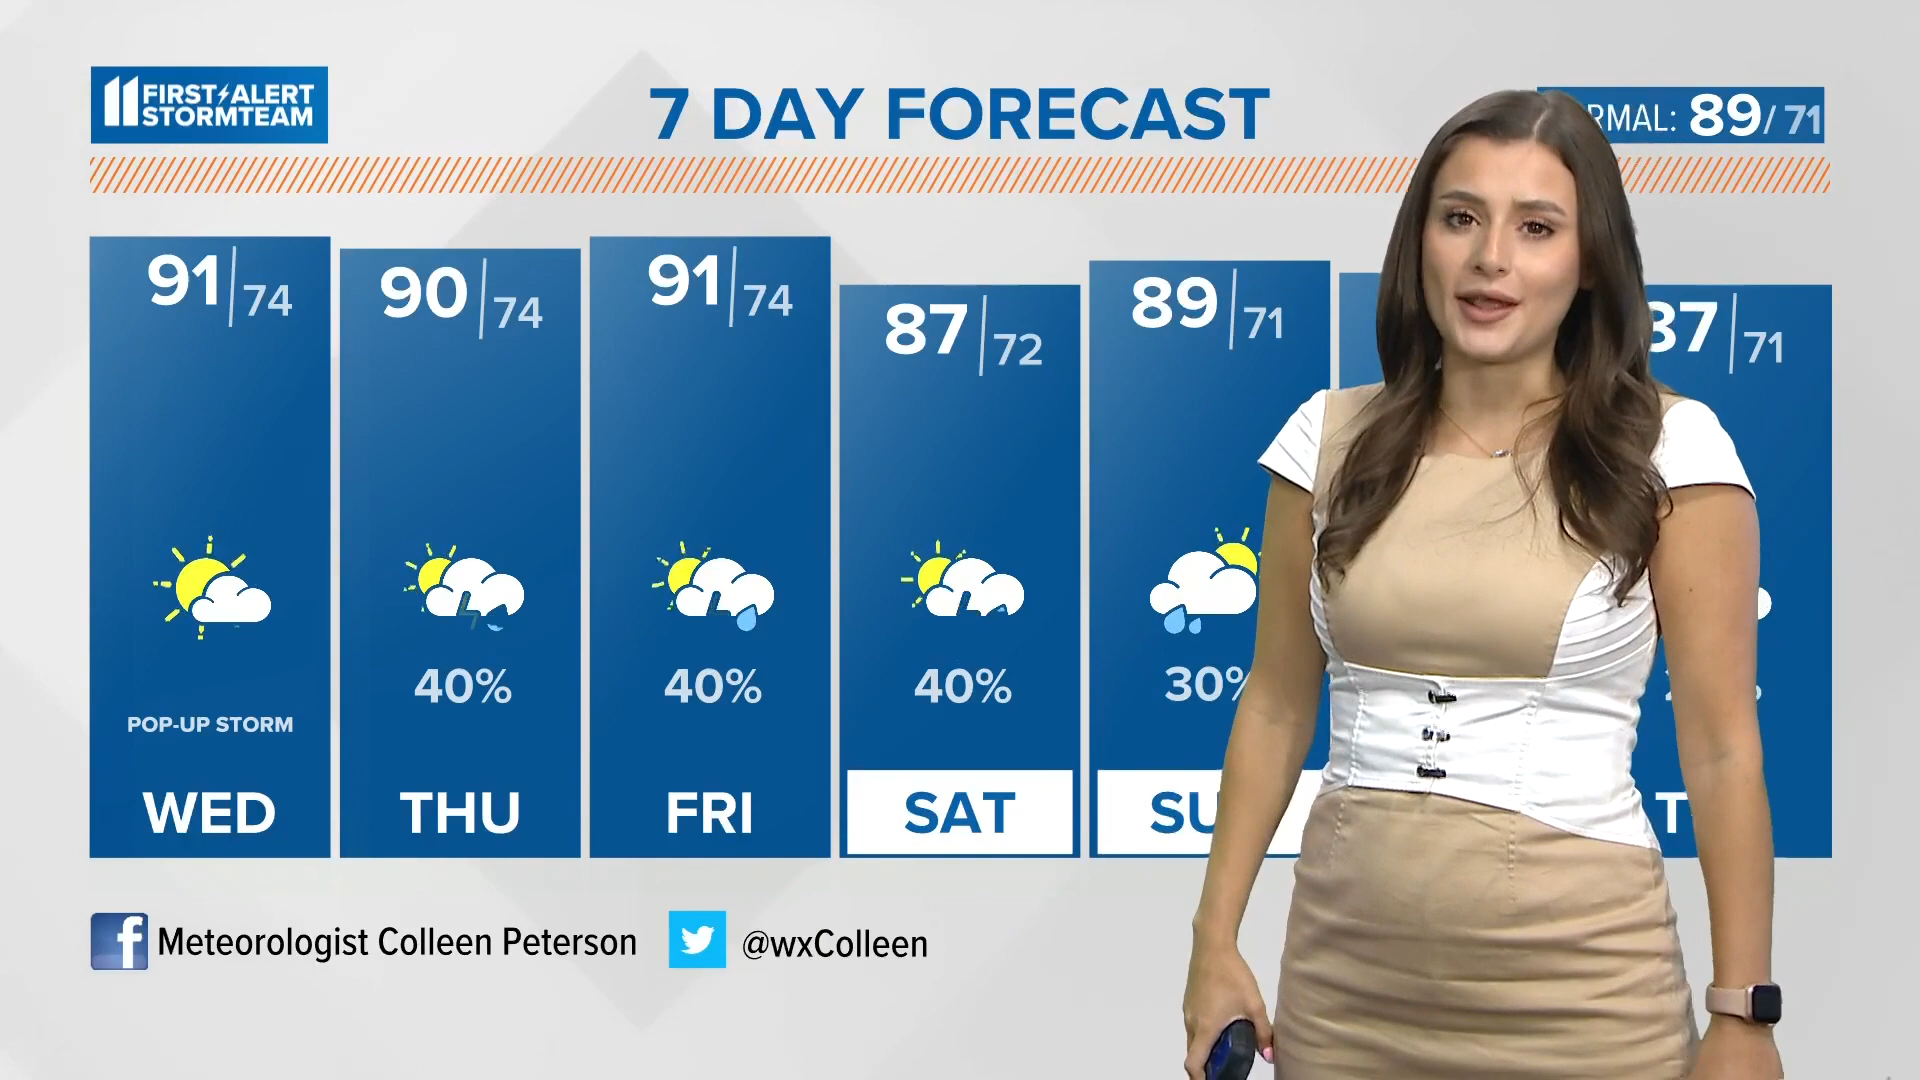 11 FIRST ALERT
STORMTEAM
7 DAY FORECAST
89/ 71
91/74
90/74
91/74
87/72
89/71
71
40%
40%
40%
POP-UP STORM
WED
THU
FRI
SAT
f Meteorologist Colleen Peterson
@wxColleen